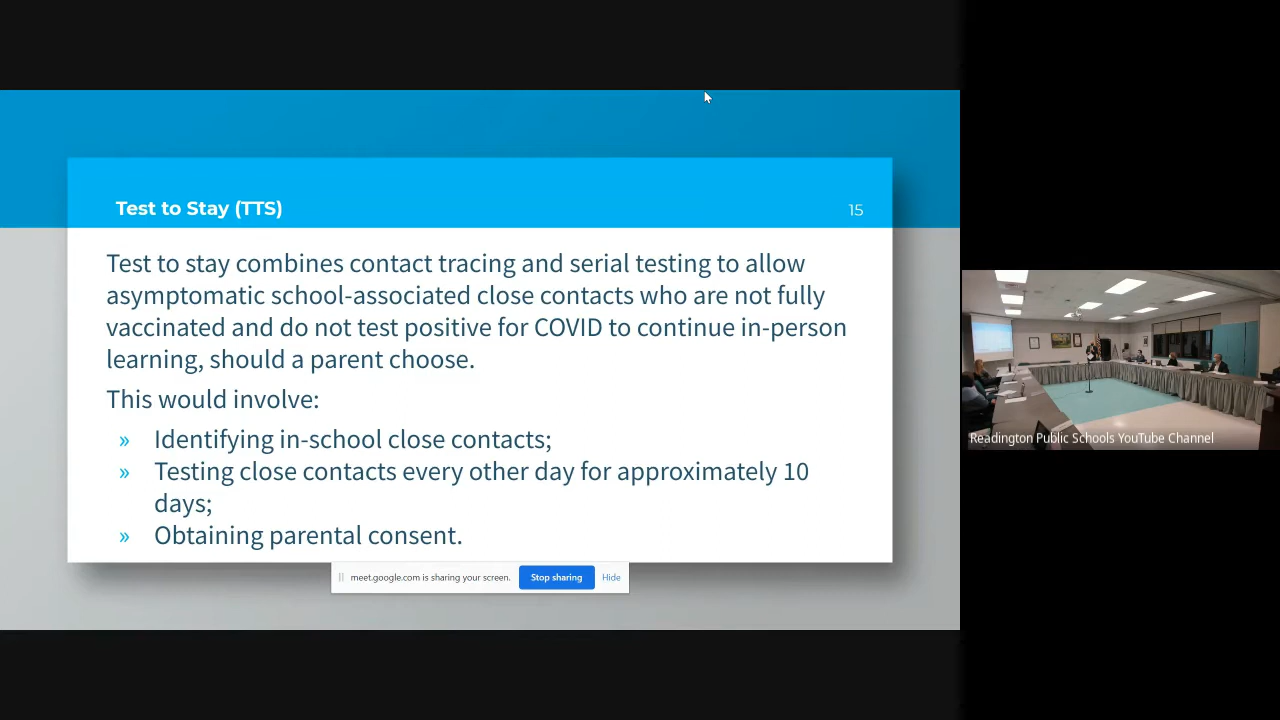 Test to Stay (TTS)
15
Test to stay combines contact tracing and serial testing to allow
asymptomatic school-associated close contacts who are not fully
vaccinated and do not test positive for COVID to continue in-person
learning, should a parent choose.
This would involve:
» Identifying in-school close contacts;
» Testing close contacts every other day for approximately 10
days;
» Obtaining parental consent.
meet.google.com is sharing your screen.
Stop sharing
Hide
Readington Public Schools YouTube Channel